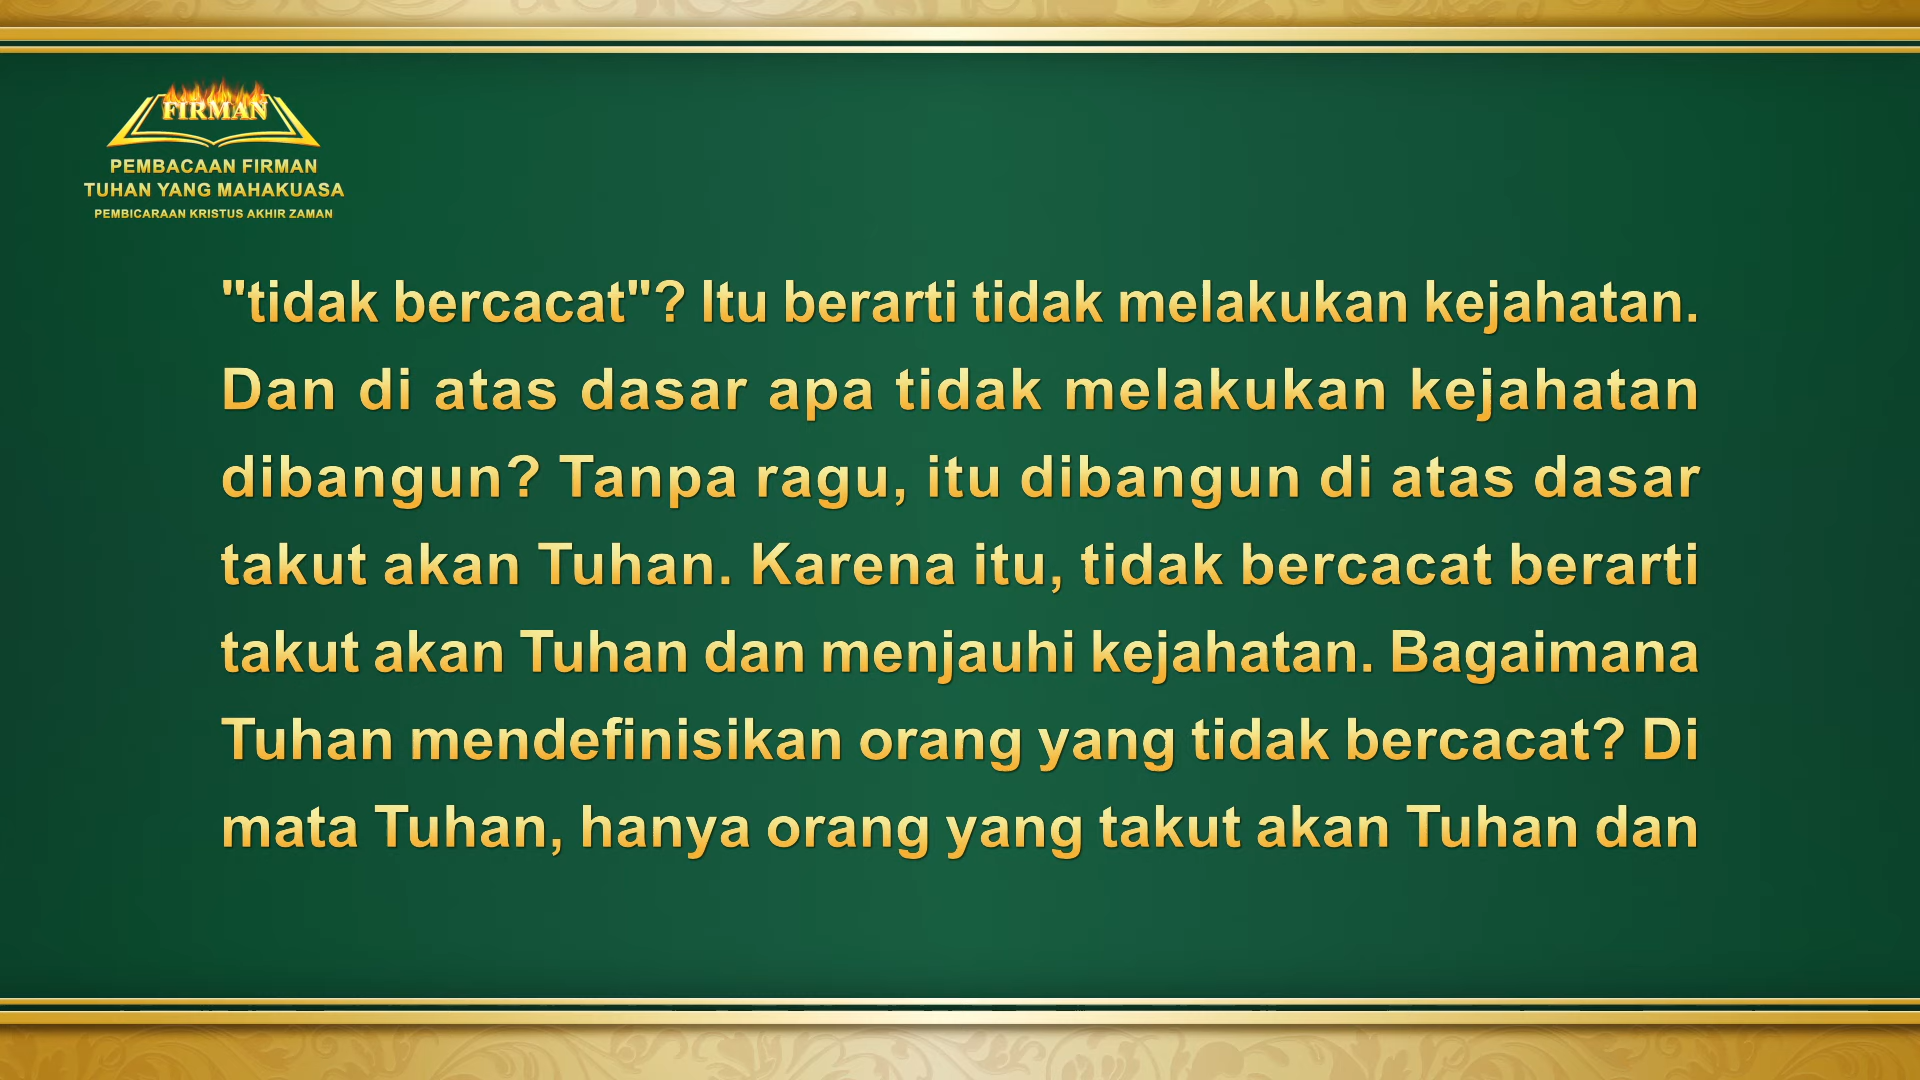 FIRMAN
PEMBACAAN FIRMAN
TUHAN YANG MAHAKUASA
PEMBICARAAN KRISTUS AKHIR ZAMAN
"tidak bercacat"? Itu berarti tidak melakukan kejahatan.
Dan di atas dasar apa tidak melakukan kejahatan
dibangun? Tanpa ragu, itu dibangun di atas dasar
takut akan Tuhan. Karena itu, tidak bercacat berarti
takut akan Tuhan dan menjauhi kejahatan. Bagaimana
Tuhan mendefinisikan orang yang tidak bercacat? Di
mata Tuhan, hanya orang yang takut akan Tuhan dan